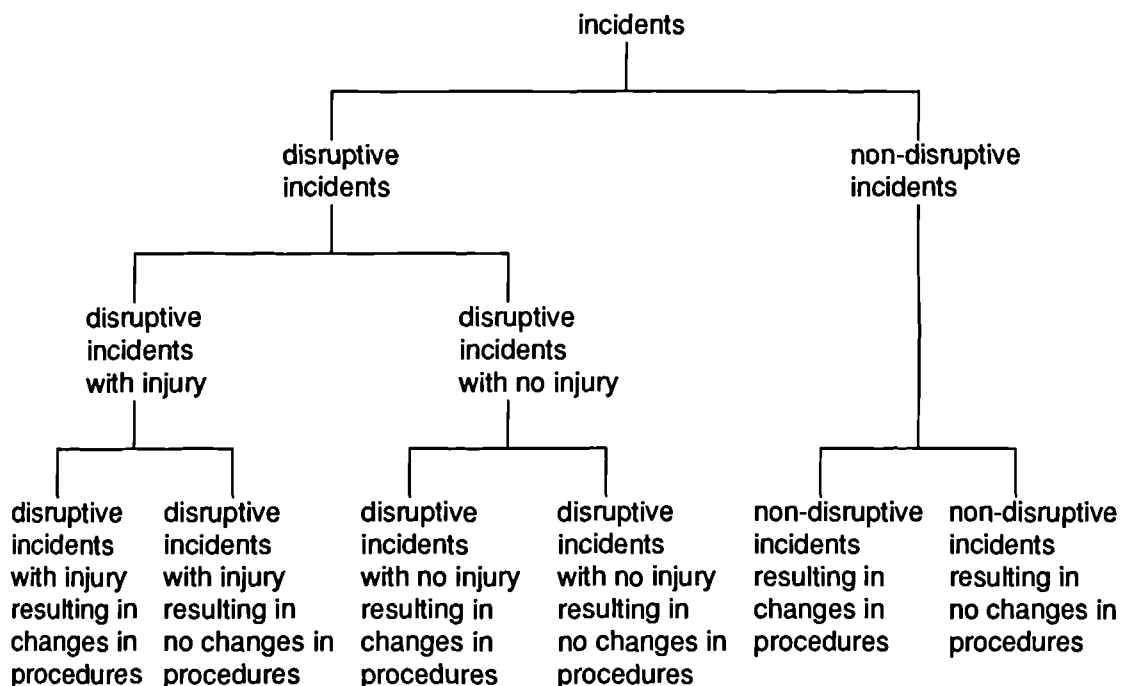 incidents
disruptive
incidents
non-disruptive
incidents
disruptive
incidents
with injury
disruptive
incidents
with no injury
disruptive
incidents
with injury
resulting in
changes in
procedures
disruptive
incidents
with injury
resulting in
no changes in
procedures
disruptive
incidents
with no injury
resulting in
changes in
procedures
disruptive
incidents
with no injury
resulting in
no changes in
procedures
non-disruptive
incidents
resulting in
changes in
procedures
non-disruptive
incidents
resulting in
no changes in
procedures